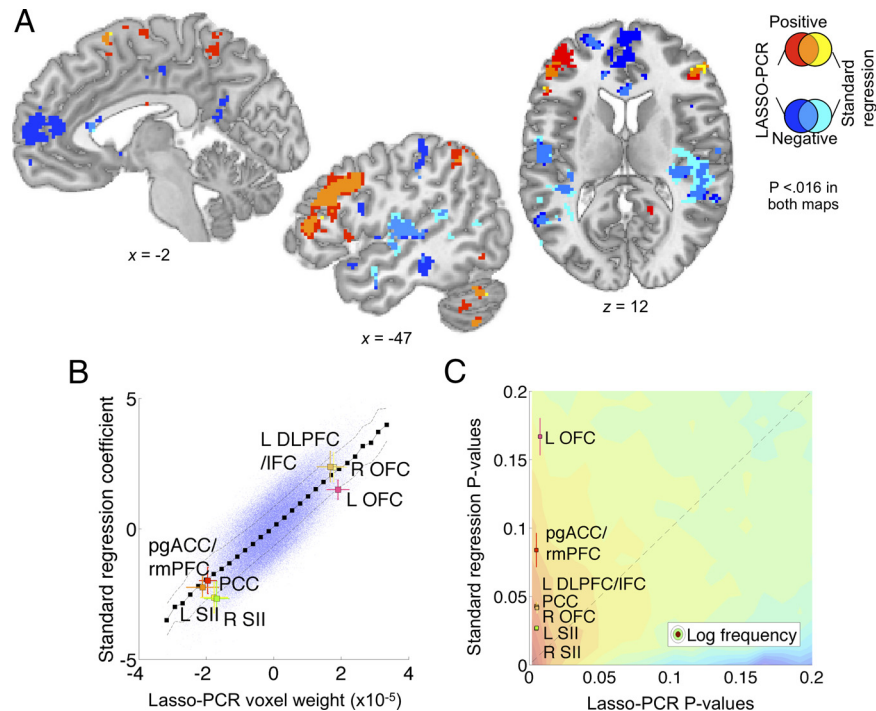 A
Positive
LASSO-PCR
Standard
regression
Negative
P <.016 in
both maps
x = -2
x = -47
z = 12
B
Standard regression coefficient
5
0
-5
L DLPFC
/IFC
R OFC
L OFC
pgACC/
rmPFC
PCC
L SII
R SII
-4
-2
0
2
4
Lasso-PCR voxel weight (x10-5)
C
Standard regression P-values
0.2
0.15
0.1
0.05
0
L OFC
pgACC/
rmPFC
L DLPFC/IFC
PCC
R OFC
L SII
R SII
Log frequency
0
0.05
0.1
0.15
0.2
Lasso-PCR P-values